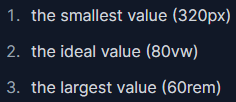 1. the smallest value (320px)
2. the ideal value (80vw)
3. the largest value (60rem)